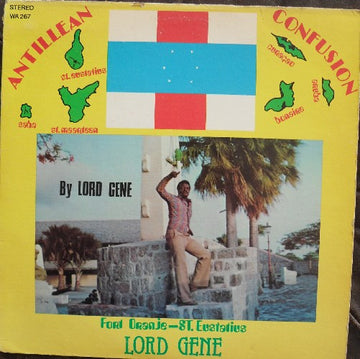 STEREO
WA 267
ANTILLEAN
CONFUSION
St. Eustatius
Curaçao
aruba
saba
St. maarten
bonaire
By LORD GENE
Ford Oranje—ST. Eustatius
LORD GENE